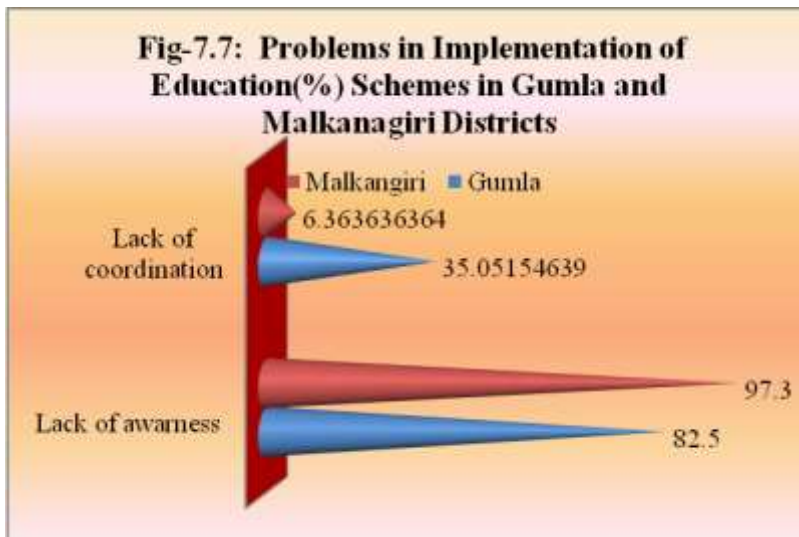 Fig-7.7: Problems in Implementation of
Education(%) Schemes in Gumla and
Malkanagiri Districts
Malkangiri Gumla
6.363636364
Lack of
coordination
35.05154639
97.3
Lack of awarness
82.5